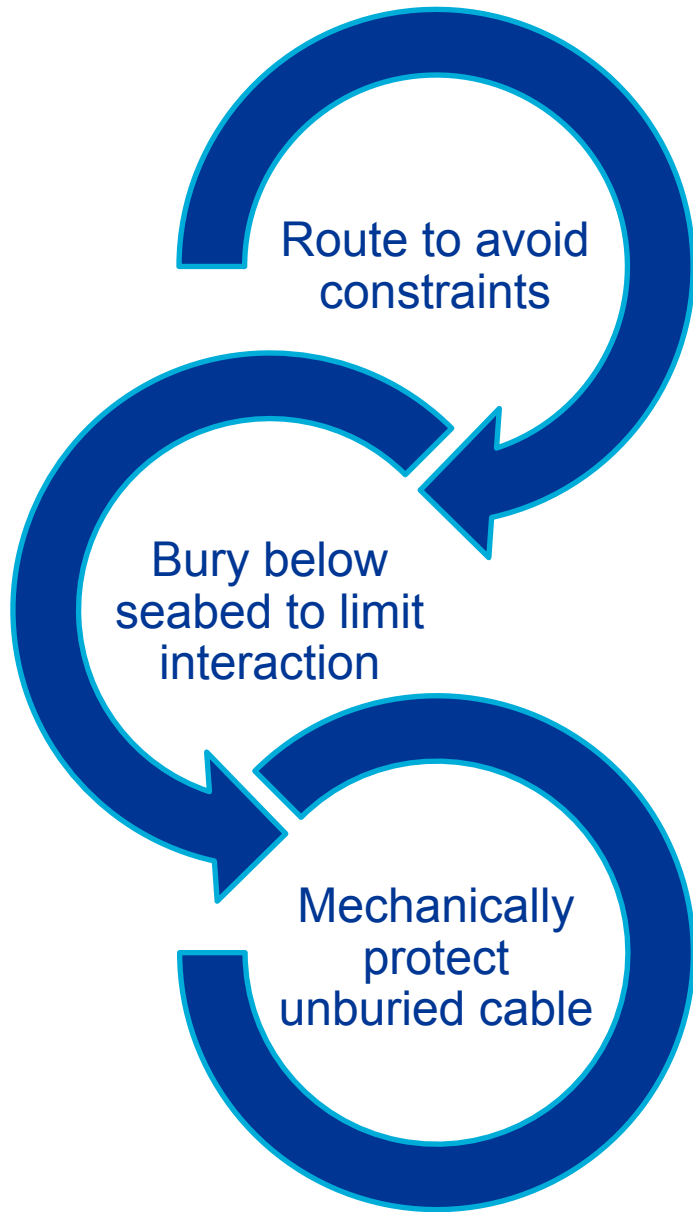 Route to avoid
constraints
Bury below
seabed to limit
interaction
Mechanically
protect
unburied cable